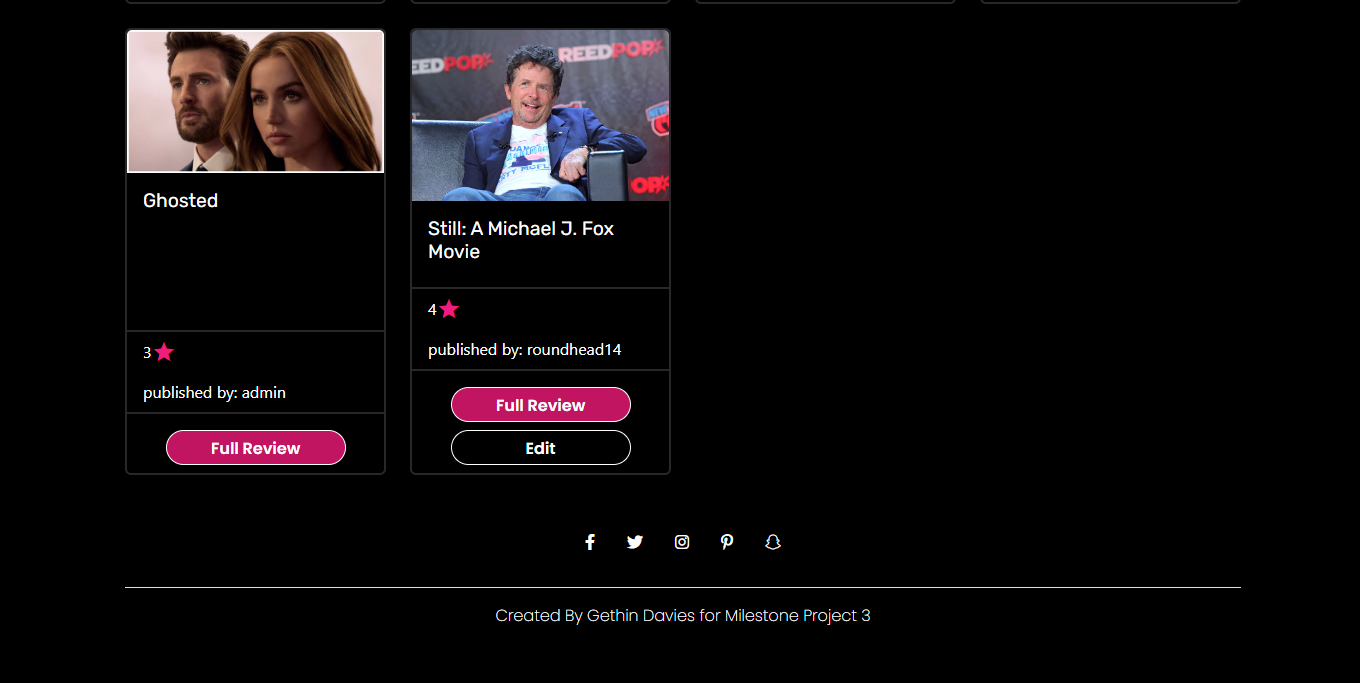 Ghosted
3
published by: admin
Full Review
EEDPOP
REEDPOP
Still: A Michael J. Fox
Movie
4
published by: roundhead14
Full Review
Edit
Created By Gethin Davies for Milestone Project 3